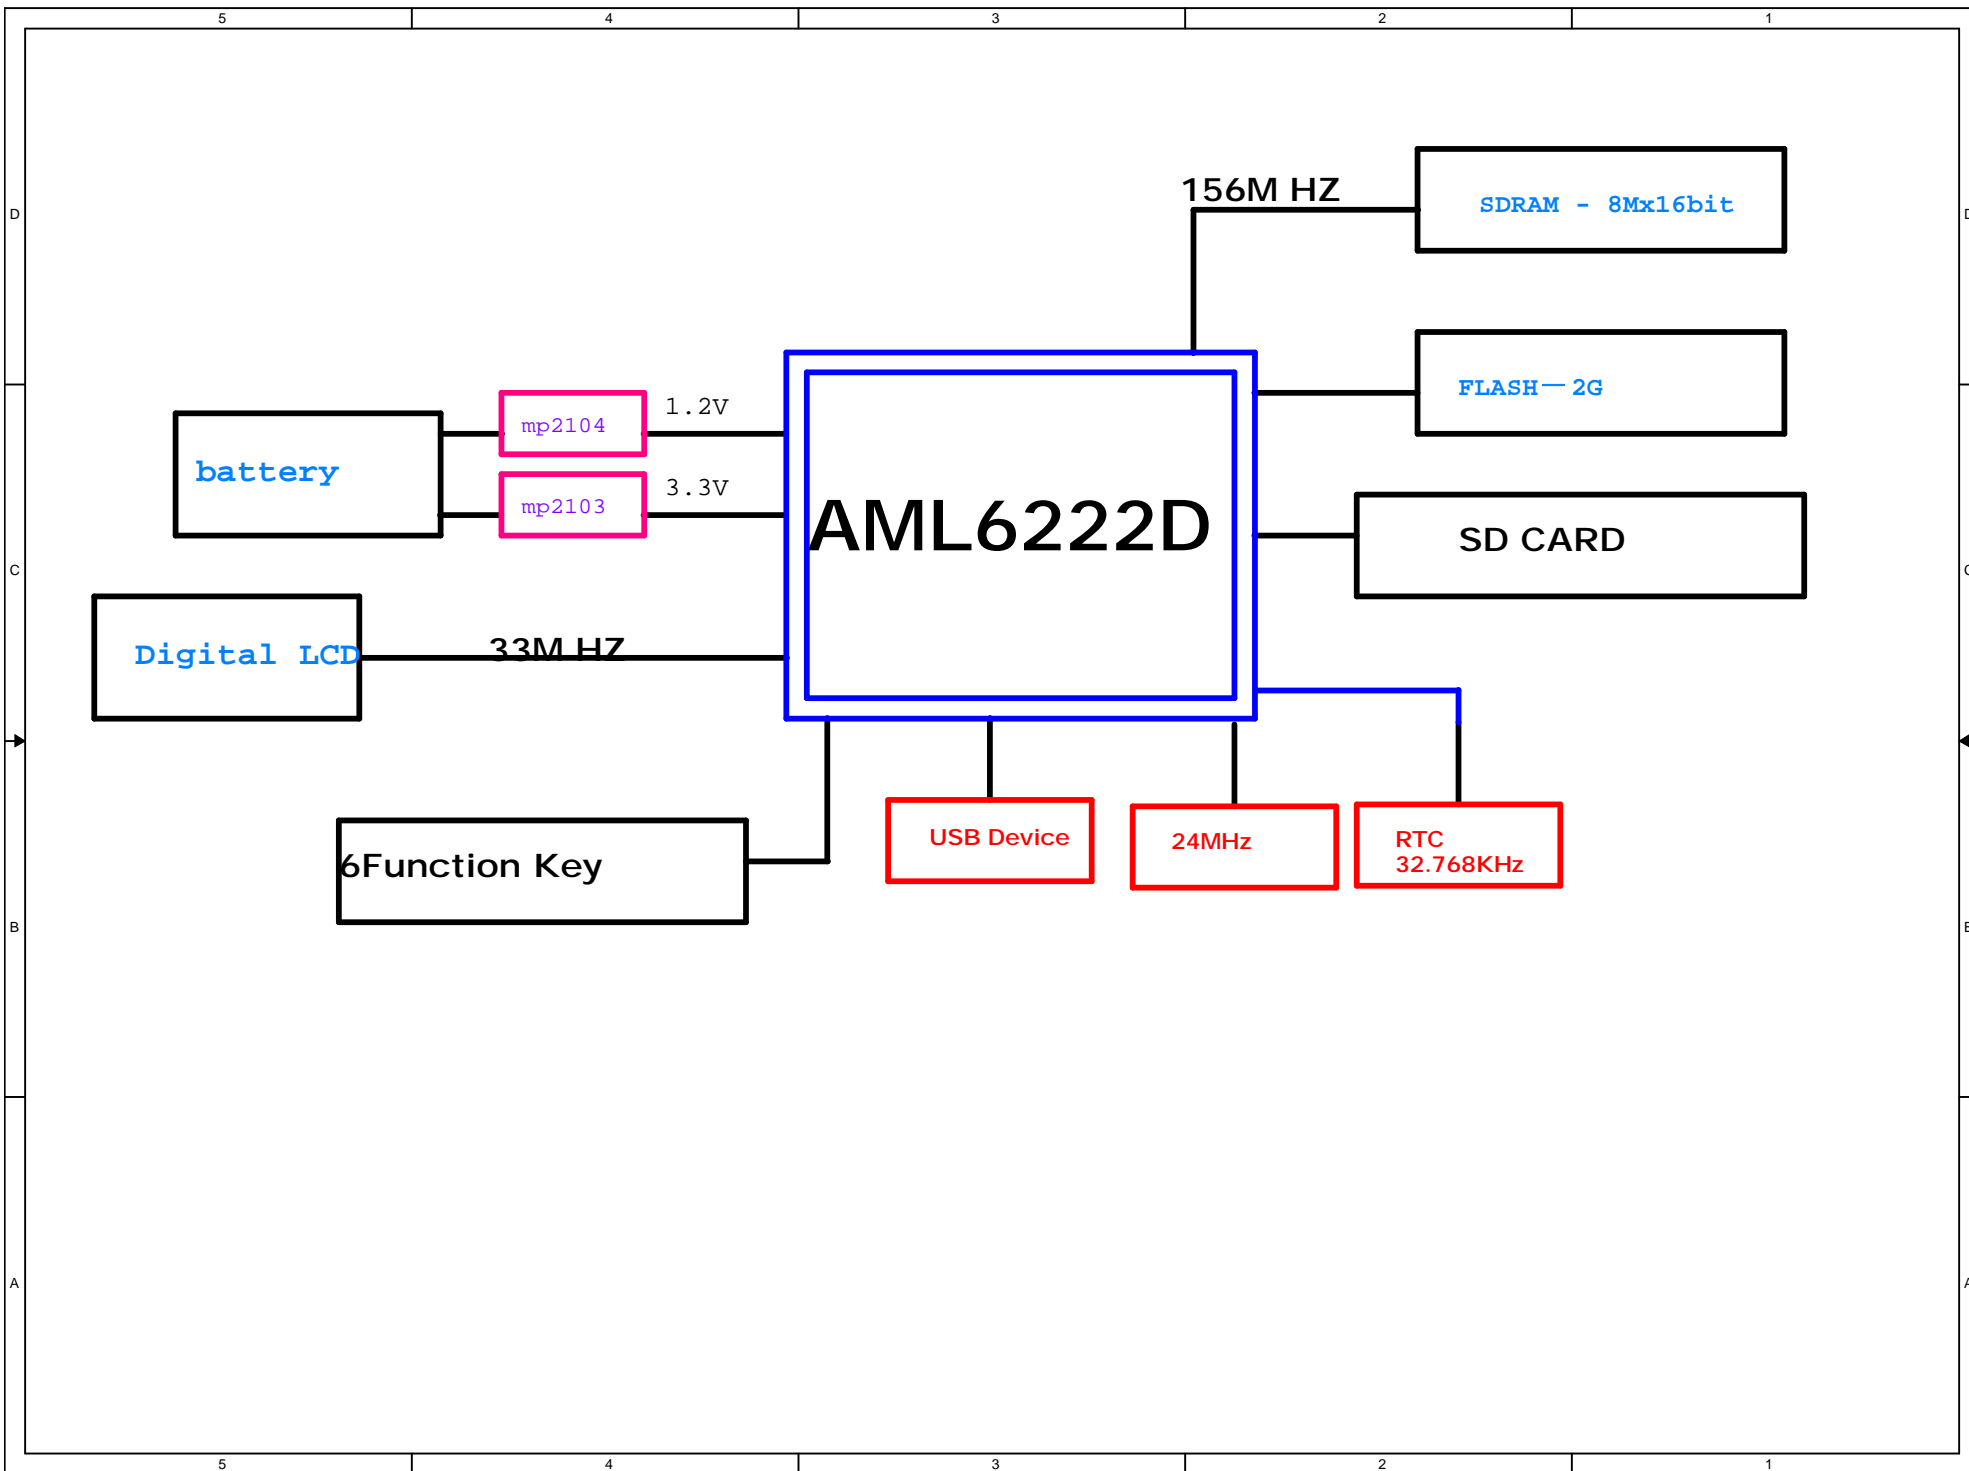 5 4 3 2 1
D
156M HZ
SDRAM - 8Mx16bit
D
FLASH— 2G
mp2104
1.2V
battery
mp2103
3.3V
AML6222D
SD CARD
C
C
Digital LCD
33M HZ
6Function Key
USB Device
24MHz
RTC
32.768KHz
B
B
A
A
5 4 3 2 1